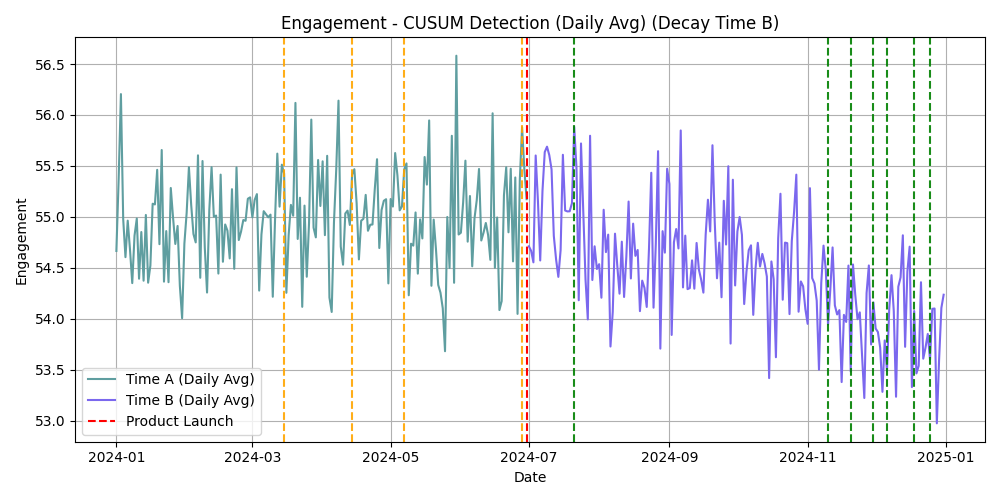 Engagement - CUSUM Detection (Daily Avg) (Decay Time B)
Engagement
56.5
56.0
55.5
55.0
54.5
54.0
53.5
53.0
Time A (Daily Avg)
Time B (Daily Avg)
Product Launch
2024-01 2024-03 2024-05 2024-07 2024-09 2024-11 2025-01
Date